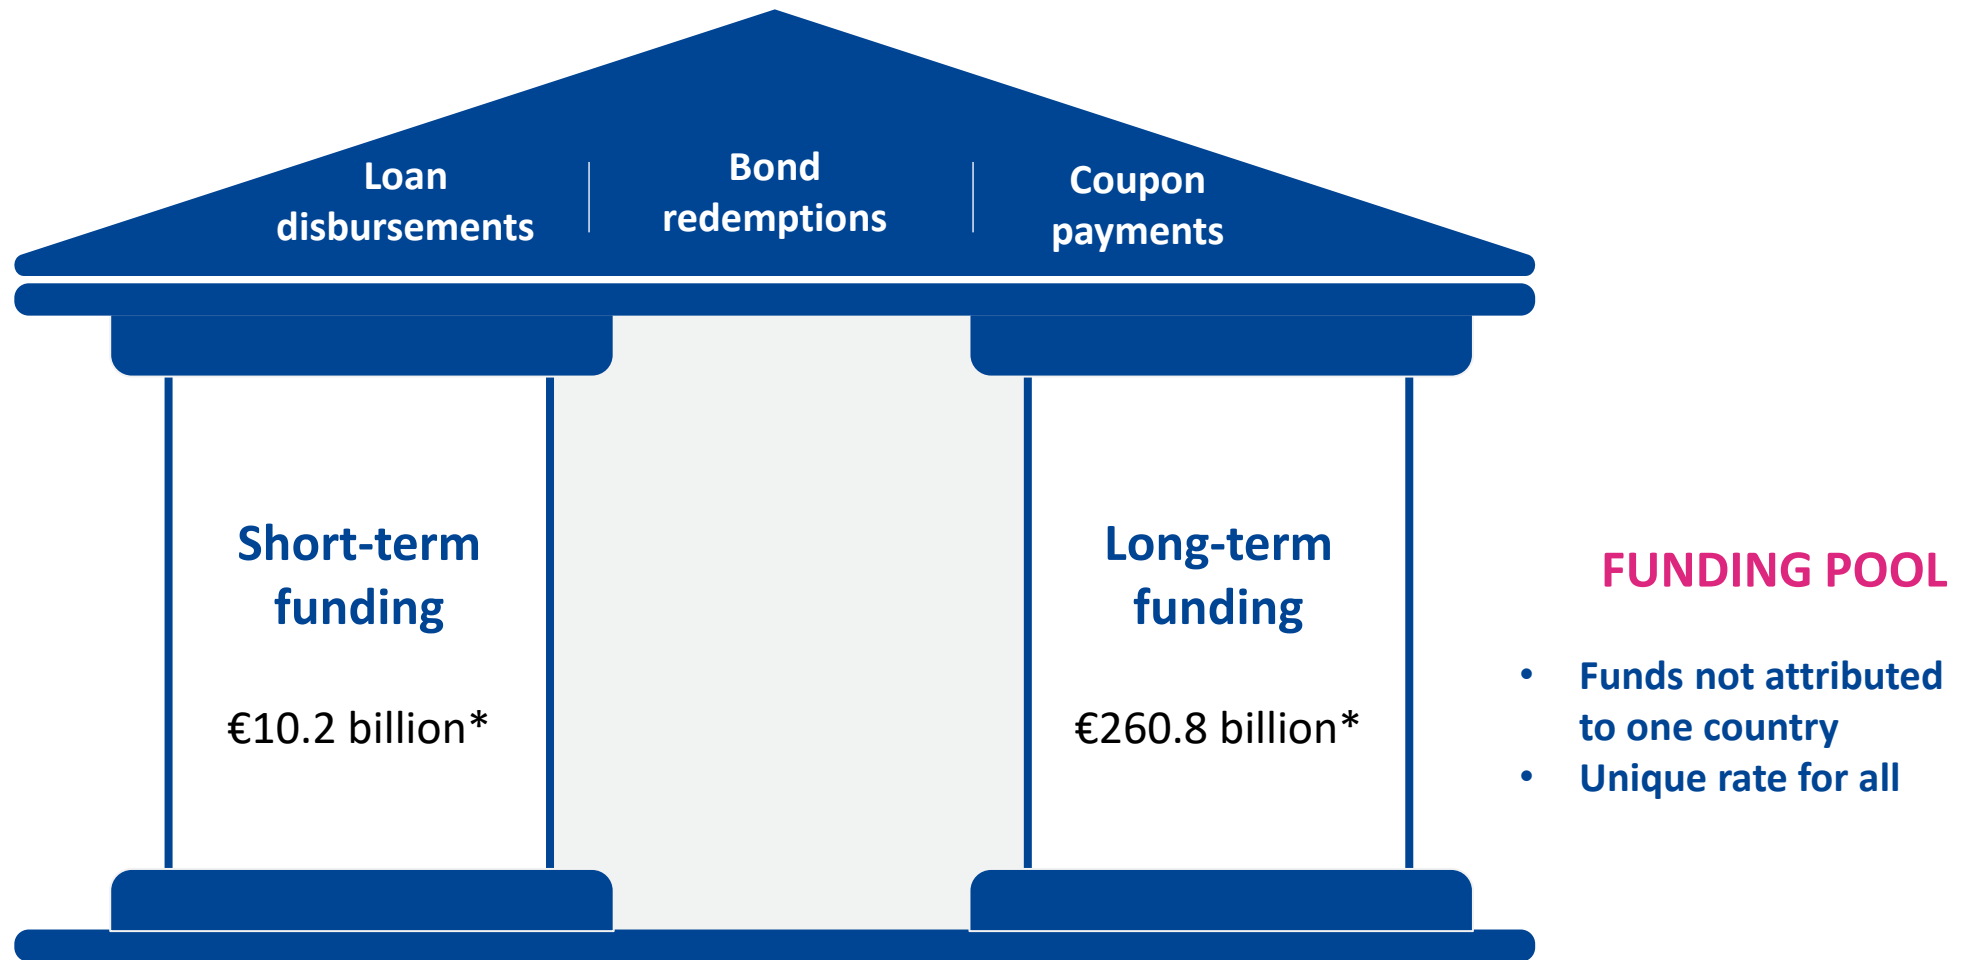 Loan
disbursements
Bond
redemptions
Coupon
payments
Short-term
funding
€10.2 billion*
Long-term
funding
€260.8 billion*
FUNDING POOL
• Funds not attributed
to one country
• Unique rate for all